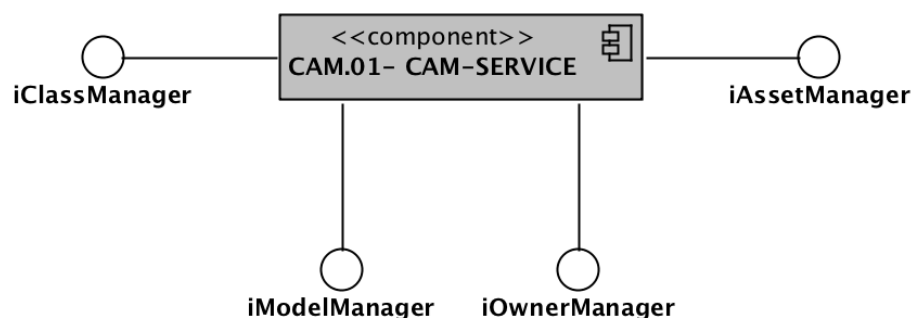 <<component>>
CAM.01- CAM-SERVICE
iClassManager
iAssetManager
iModelManager
iOwnerManager